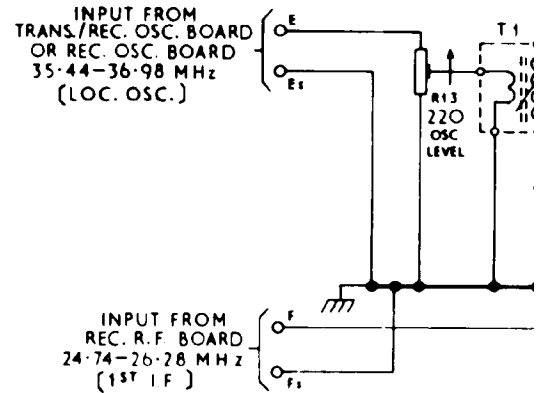 INPUT FROM
TRANS./REC. OSC. BOARD
OR REC. OSC. BOARD
35·44–36·98 MHz
(LOC. OSC.)
E
Es
T1
R13
220
OSC
LEVEL
INPUT FROM
REC. R.F. BOARD
24·74–26·28 MHz
(1ST I.F.)
F
Fs